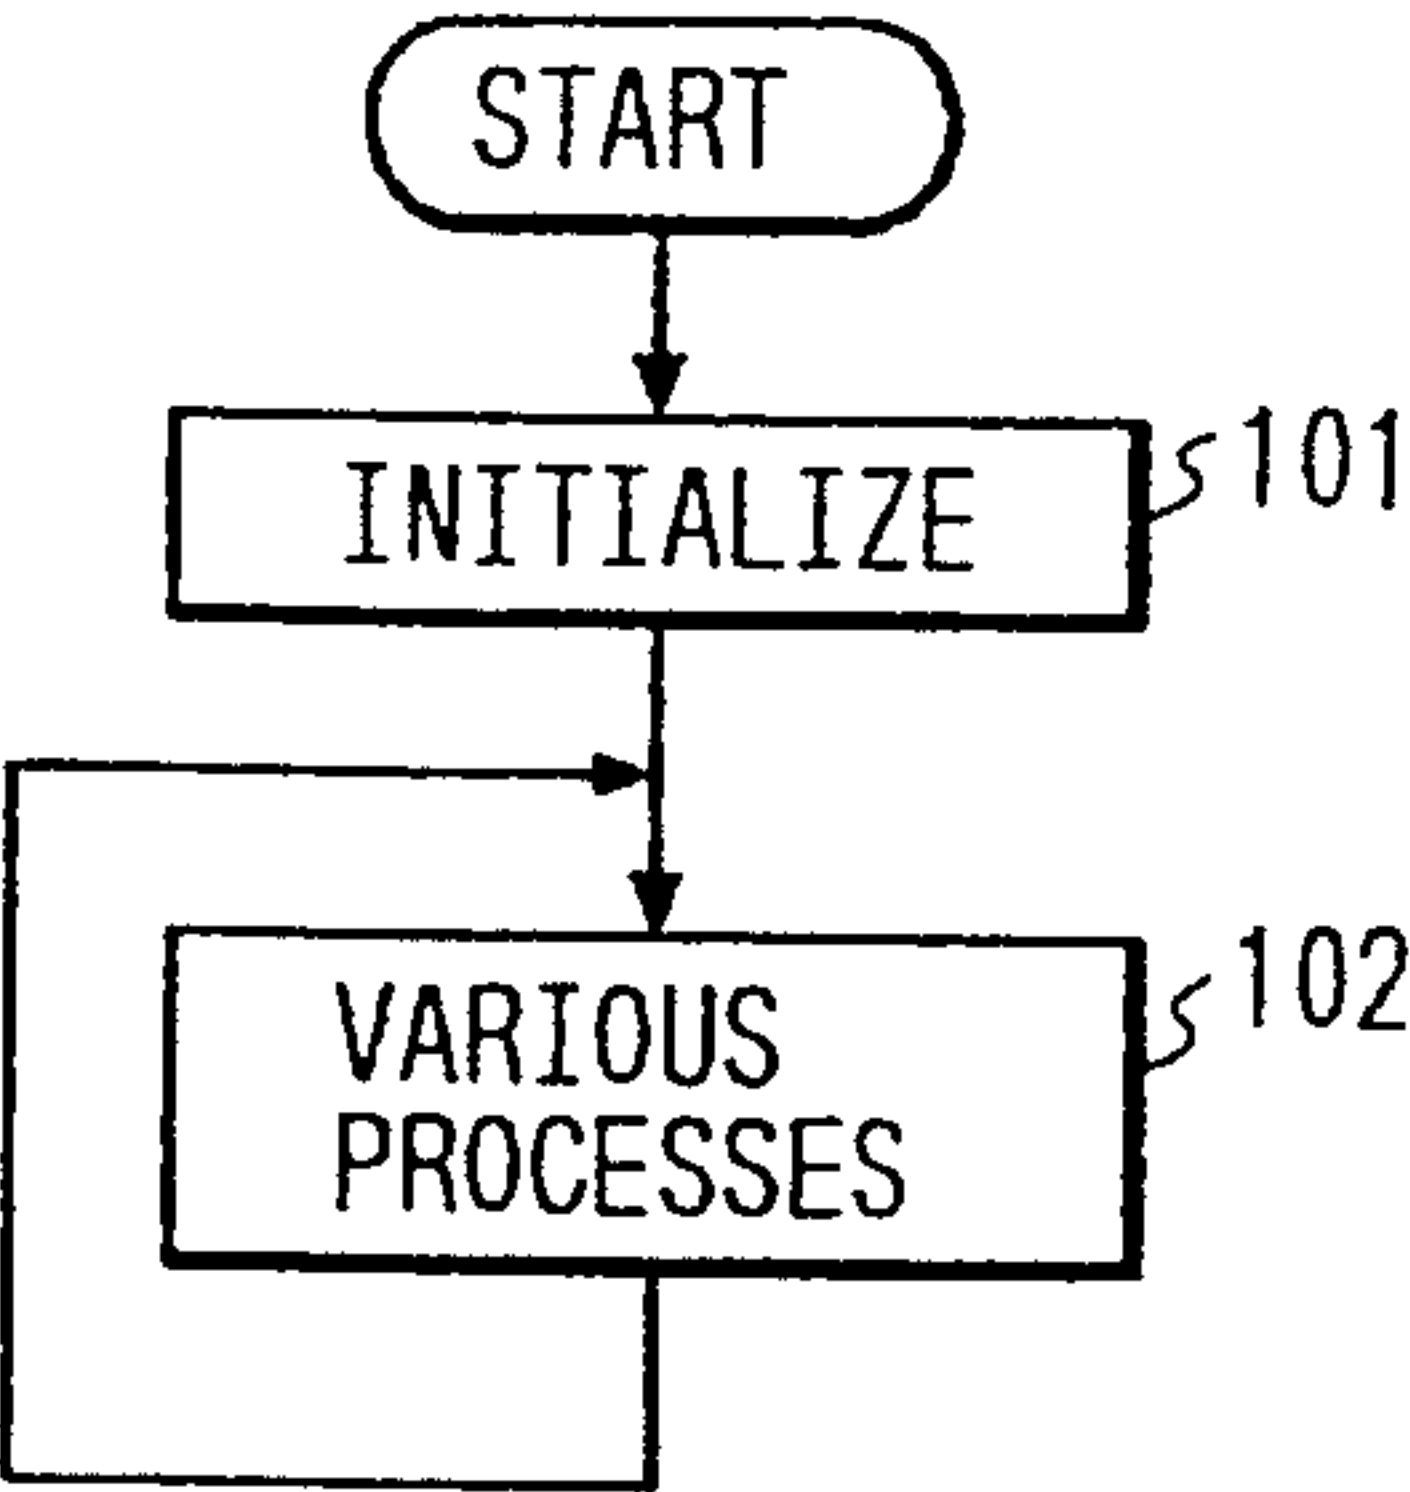 START
INITIALIZE
101
VARIOUS
PROCESSES
102